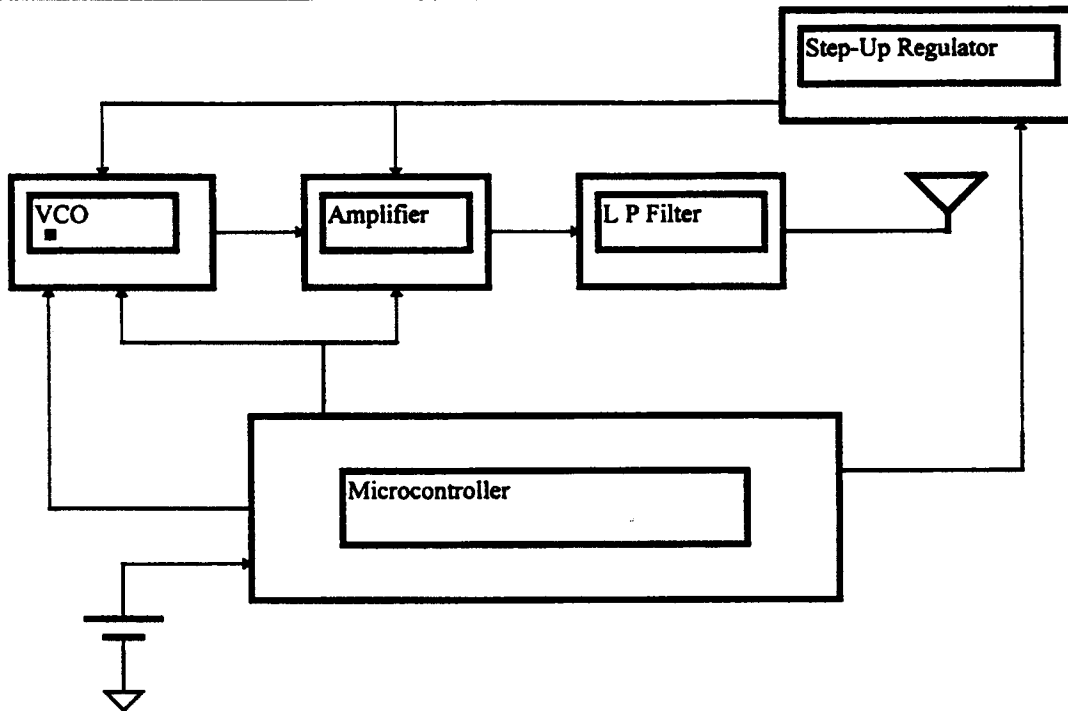 Step-Up Regulator
VCO
Amplifier
L P Filter
Microcontroller